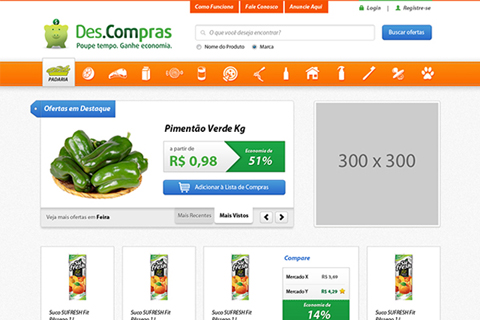 Como Funciona
Fale Conosco
Anuncie Aqui
Login | Registre-se
Des.Compras
Poupe tempo. Ganhe economia.
O que você deseja encontrar?
Buscar ofertas
Nome do Produto
Marca
PADARIA
Ofertas em Destaque
Pimentão Verde Kg
a partir de
R$ 0,98
Economia de
51%
Adicionar à Lista de Compras
Veja mais ofertas em Feira
Mais Recentes
Mais Vistos
300 x 300
Suco SUFRESH Fit
Suco SUFRESH Fit
Suco SUFRESH Fit
Compare
Mercado X
Mercado Y
R$ 4,29
Economia de
14%
Suco SUFRESH Fit